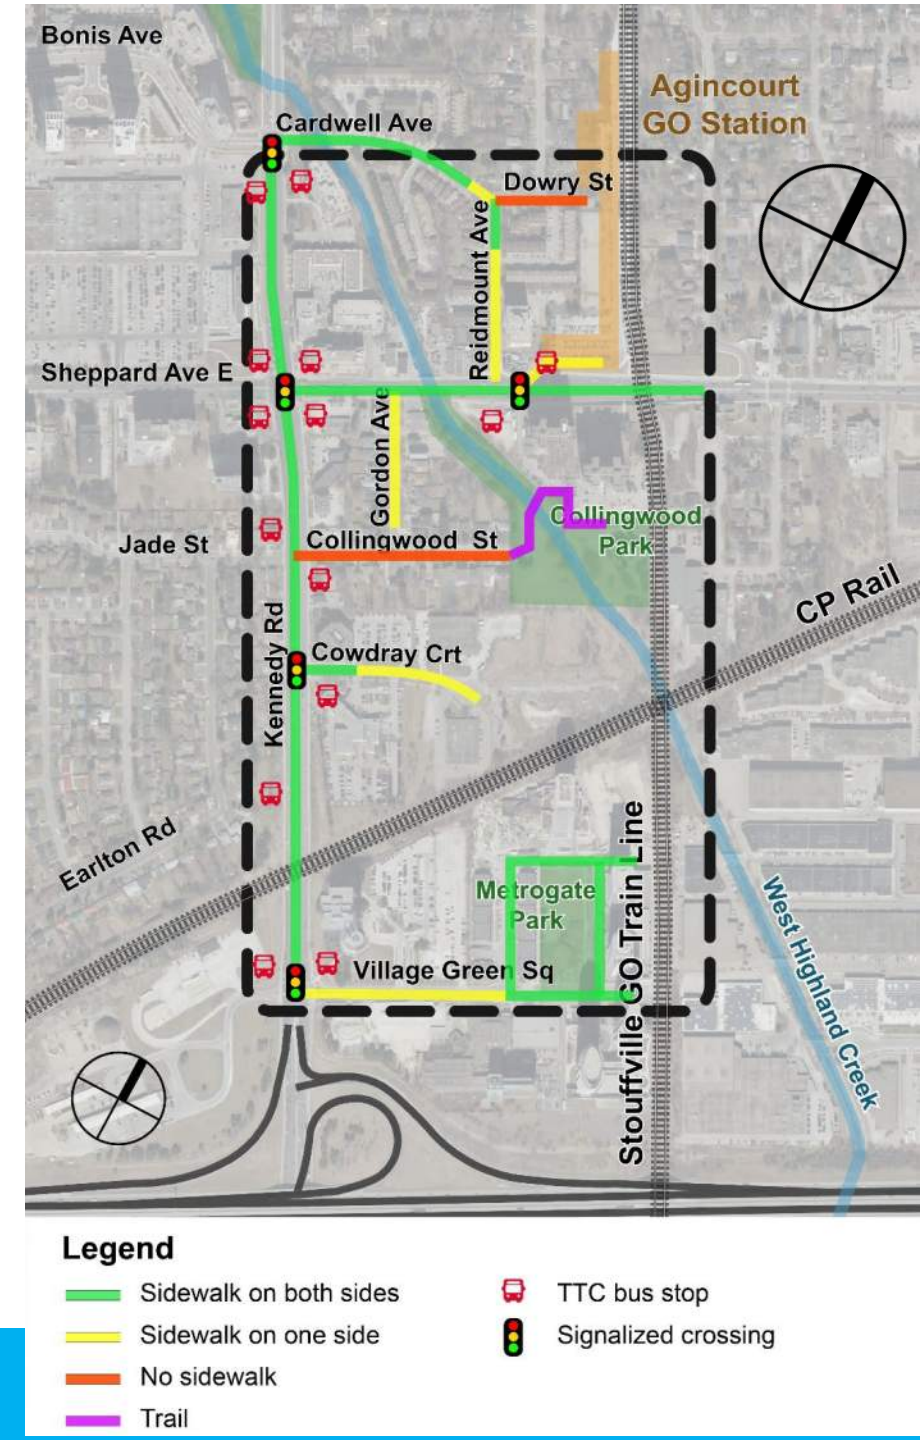 Bonis Ave
Agincourt
GO Station
Cardwell Ave
Dowry St
Reidmount Ave
Sheppard Ave E
Gordon Ave
Collingwood
Park
Jade St
Collingwood St
CP Rail
Kennedy Rd
Cowdray Crt
Earlton Rd
Metrogate
Park
Stouffville GO Train Line
West Highland Creek
Village Green Sq
Legend
Sidewalk on both sides
TTC bus stop
Sidewalk on one side
Signalized crossing
No sidewalk
Trail